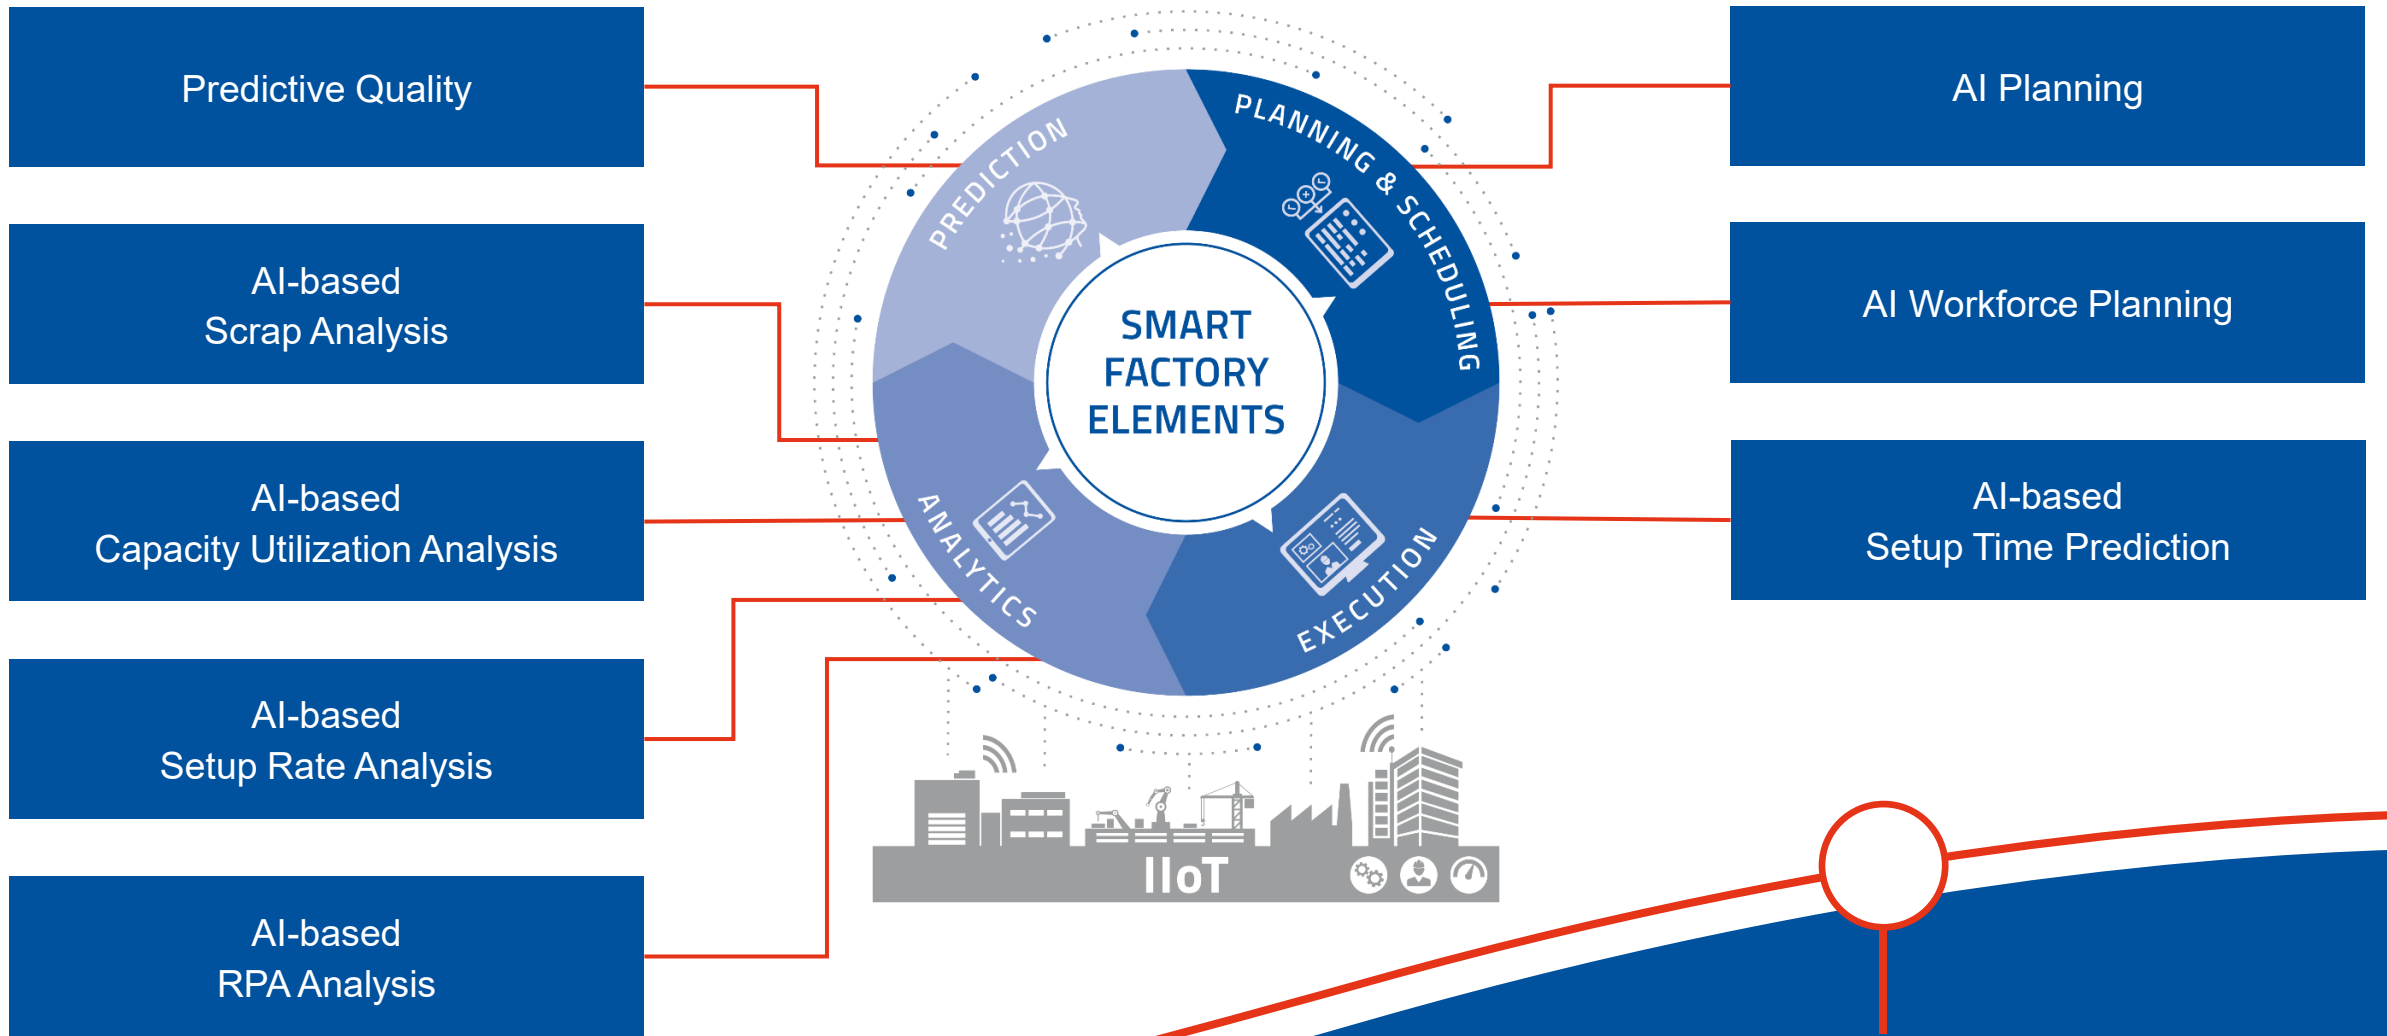 Predictive Quality
AI-based
Scrap Analysis
AI-based
Capacity Utilization Analysis
AI-based
Setup Rate Analysis
AI-based
RPA Analysis
PREDICTION
PLANNING & SCHEDULING
SMART
FACTORY
ELEMENTS
ANALYTICS
EXECUTION
IIoT
AI Planning
AI Workforce Planning
AI-based
Setup Time Prediction